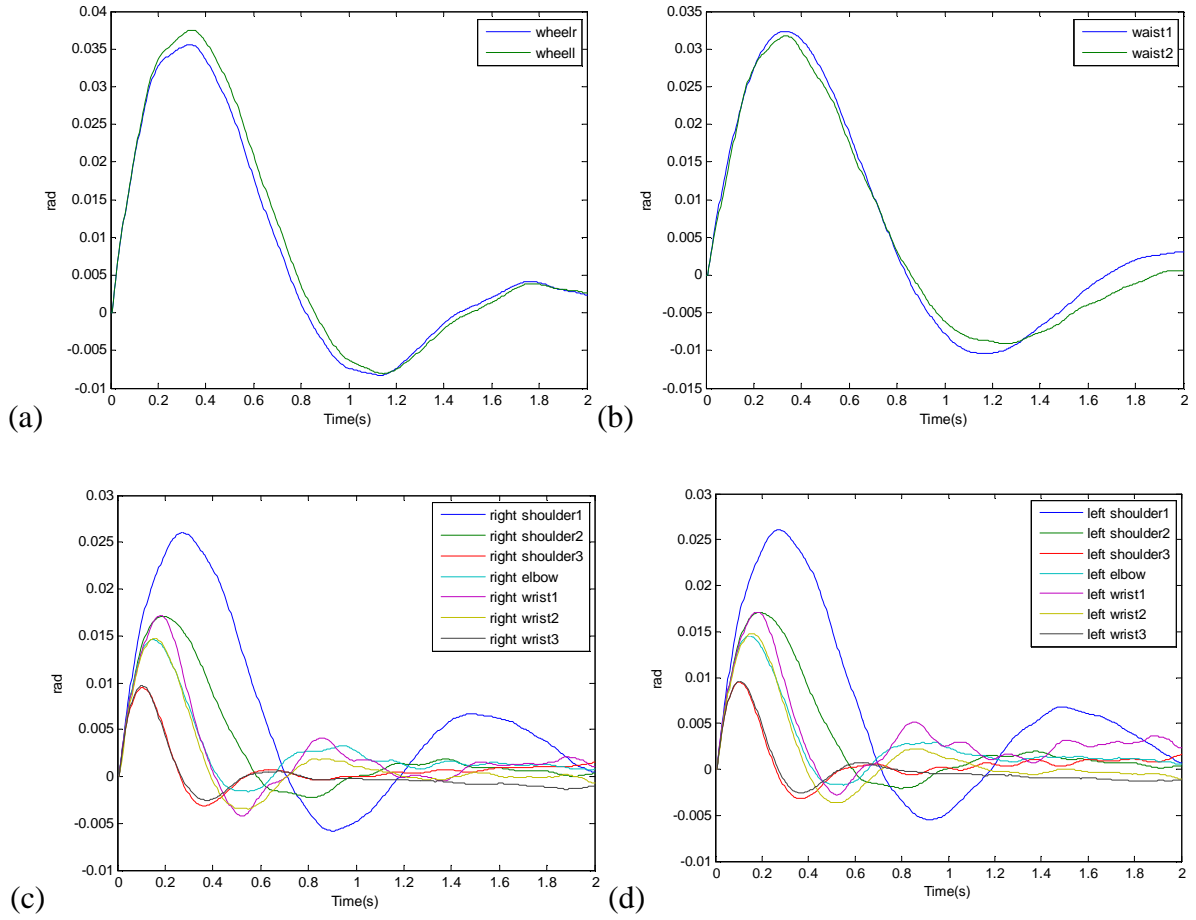 0.04
0.035
0.03
0.025
0.02
0.015
0.01
0.005
0
-0.005
-0.01
rad
wheelr
wheell
0 0.2 0.4 0.6 0.8 1 1.2 1.4 1.6 1.8 2
Time(s)
(a)
0.035
0.03
0.025
0.02
0.015
0.01
0.005
0
-0.005
-0.01
-0.015
rad
waist1
waist2
0 0.2 0.4 0.6 0.8 1 1.2 1.4 1.6 1.8 2
Time(s)
(b)
0.03
0.025
0.02
0.015
0.01
0.005
0
-0.005
-0.01
rad
right shoulder1
right shoulder2
right shoulder3
right elbow
right wrist1
right wrist2
right wrist3
0 0.2 0.4 0.6 0.8 1 1.2 1.4 1.6 1.8 2
Time(s)
(c)
0.03
0.025
0.02
0.015
0.01
0.005
0
-0.005
-0.01
rad
left shoulder1
left shoulder2
left shoulder3
left elbow
left wrist1
left wrist2
left wrist3
0 0.2 0.4 0.6 0.8 1 1.2 1.4 1.6 1.8 2
Time(s)
(d)